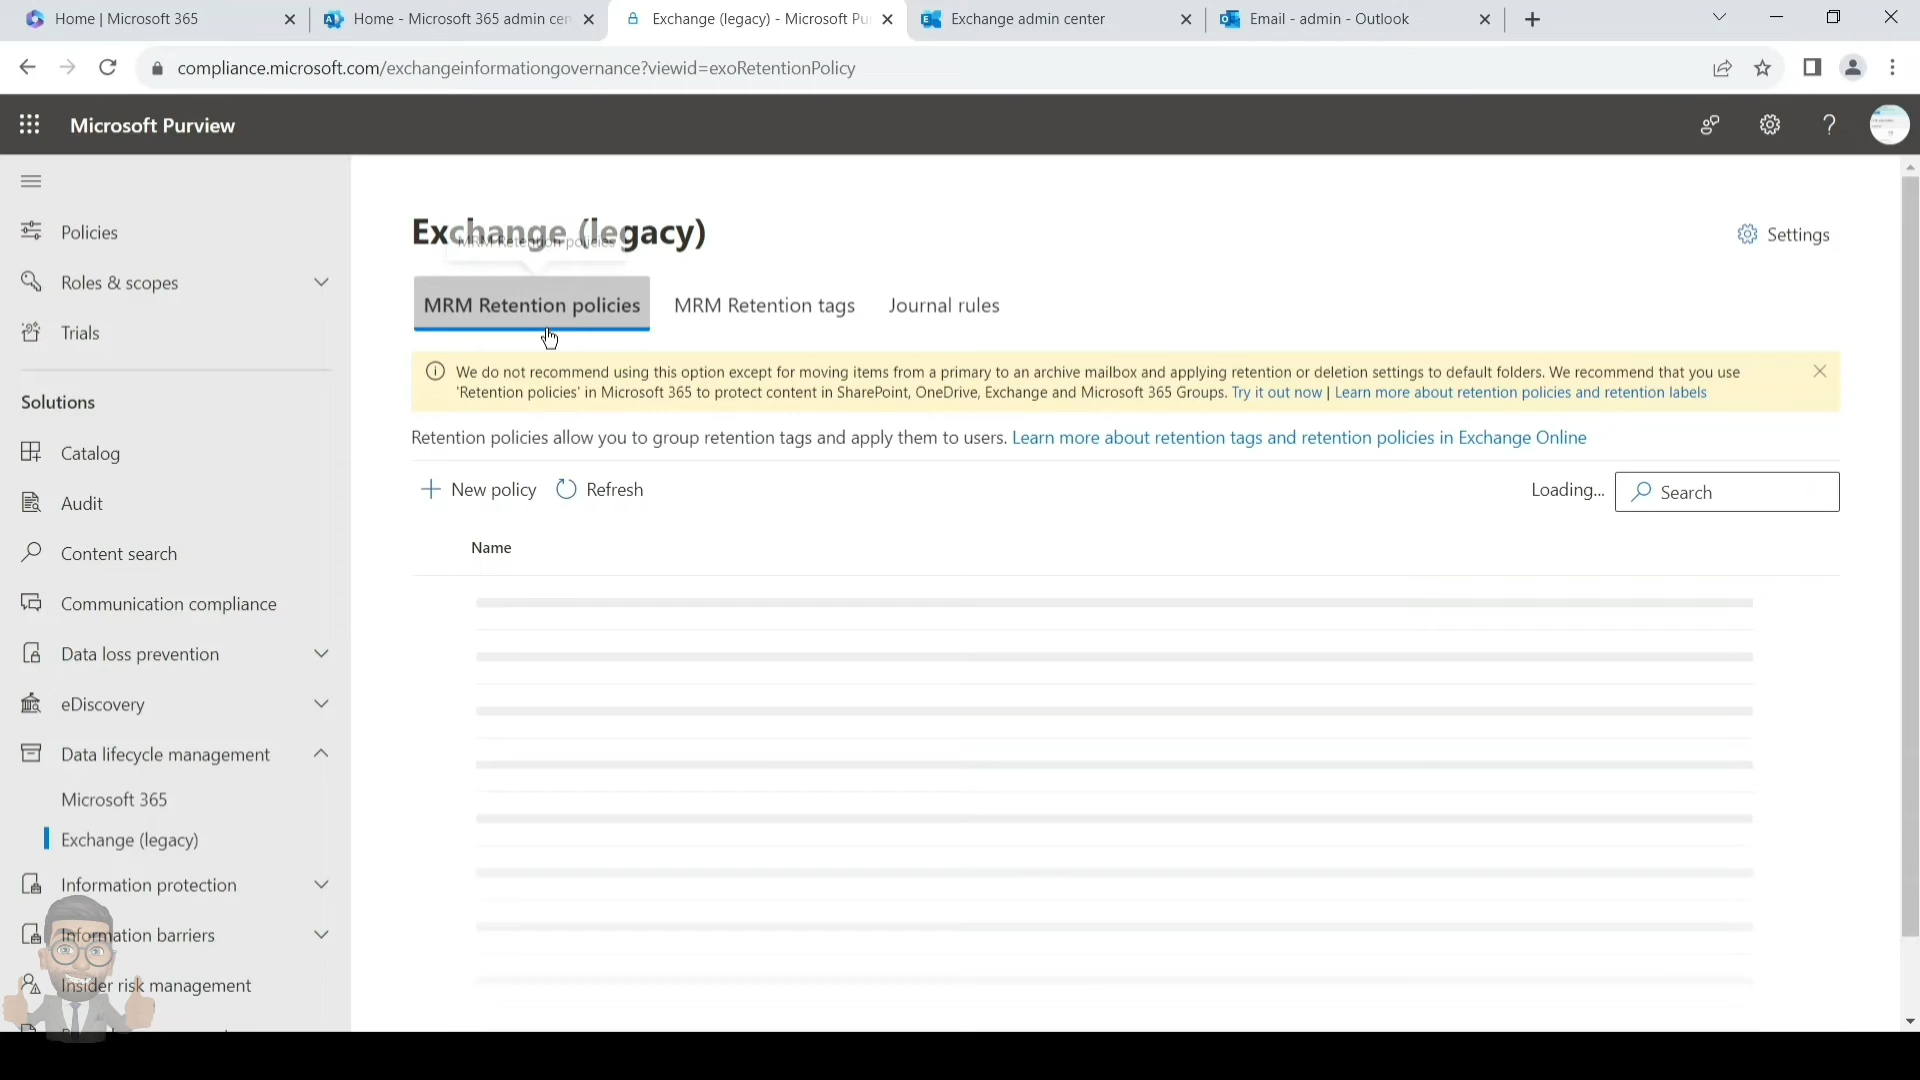 Home | Microsoft 365
Home - Microsoft 365 admin cen
Exchange (legacy) - Microsoft Pu
Exchange admin center
Email - admin - Outlook
compliance.microsoft.com/exchangeinformationgovernance?viewid=exoRetentionPolicy
Microsoft Purview
Policies
Roles & scopes
Trials
Solutions
Catalog
Audit
Content search
Communication compliance
Data loss prevention
eDiscovery
Data lifecycle management
Microsoft 365
Exchange (legacy)
Information protection
Information barriers
Insider risk management
Exchange (legacy)
MRM Retention policies
Settings
MRM Retention policies
MRM Retention tags
Journal rules
We do not recommend using this option except for moving items from a primary to an archive mailbox and applying retention or deletion settings to default folders. We recommend that you use
'Retention policies' in Microsoft 365 to protect content in SharePoint, OneDrive, Exchange and Microsoft 365 Groups. Try it out now | Learn more about retention policies and retention labels
Retention policies allow you to group retention tags and apply them to users. Learn more about retention tags and retention policies in Exchange Online
New policy
Refresh
Loading...
Search
Name